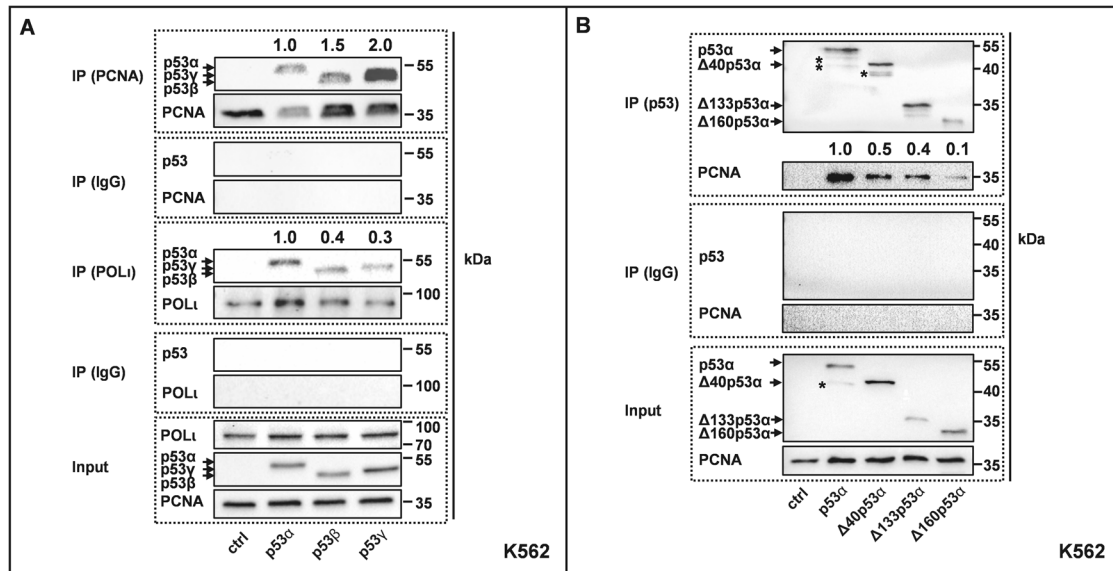 A
IP (PCNA)
1.0 1.5 2.0
p53α
p53γ
p53β
55
PCNA
35
IP (IgG)
p53
55
PCNA
35
IP (POLι)
1.0 0.4 0.3
p53α
p53γ
p53β
55
POLι
100
IP (IgG)
p53
55
POLι
100
Input
POLι
100
70
p53α
p53γ
p53β
55
PCNA
35
kDa
ctrl p53α p53β p53γ
K562
B
IP (p53)
p53α
Δ40p53α
*
*
*
Δ133p53α
Δ160p53α
55
40
35
1.0 0.5 0.4 0.1
PCNA
35
IP (IgG)
p53
55
40
35
PCNA
35
Input
p53α
Δ40p53α
*
Δ133p53α
Δ160p53α
55
40
35
PCNA
35
kDa
ctrl p53α Δ40p53α Δ133p53α Δ160p53α
K562